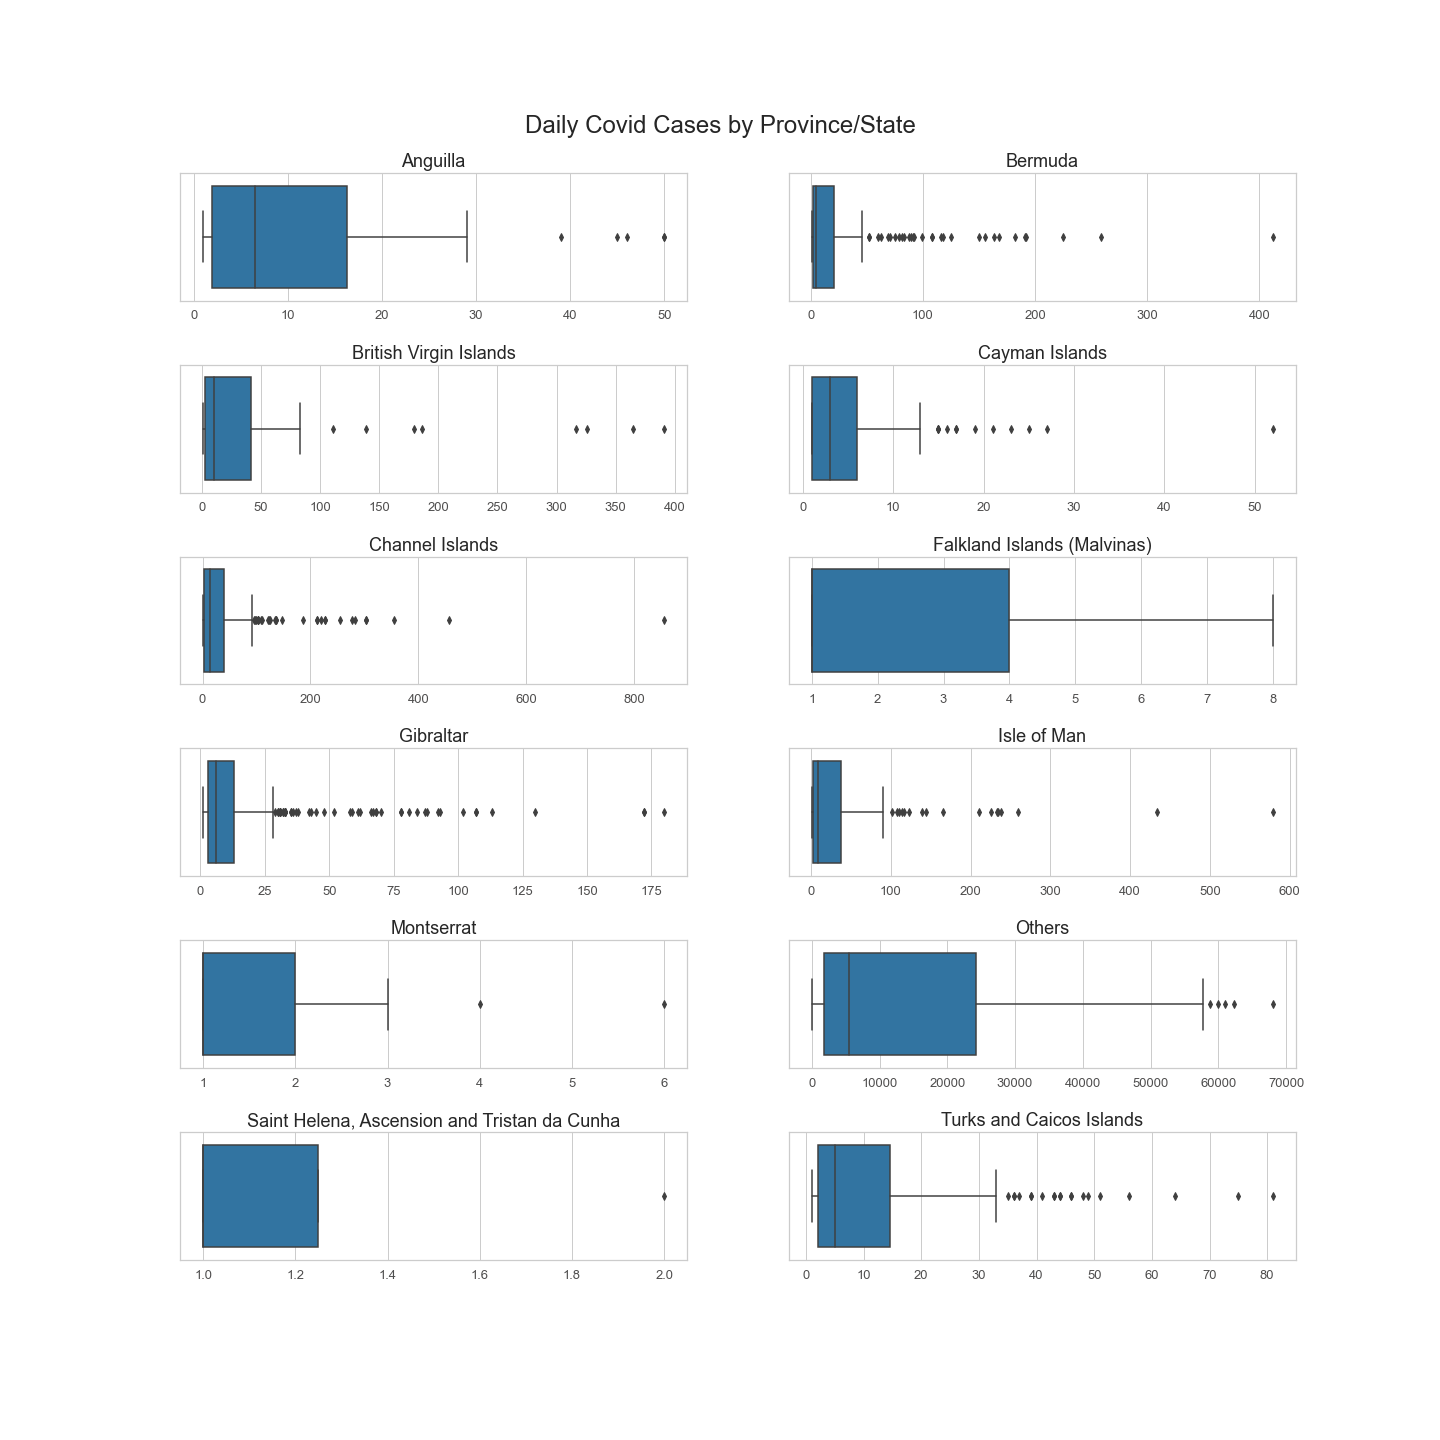 Daily Covid Cases by Province/State
Anguilla
0 10 20 30 40 50
Bermuda
0 100 200 300 400
British Virgin Islands
0 50 100 150 200 250 300 350 400
Cayman Islands
0 10 20 30 40 50
Channel Islands
0 200 400 600 800
Falkland Islands (Malvinas)
1 2 3 4 5 6 7 8
Gibraltar
0 25 50 75 100 125 150 175
Isle of Man
0 100 200 300 400 500 600
Montserrat
1 2 3 4 5 6
Others
0 10000 20000 30000 40000 50000 60000 70000
Saint Helena, Ascension and Tristan da Cunha
1.0 1.2 1.4 1.6 1.8 2.0
Turks and Caicos Islands
0 10 20 30 40 50 60 70 80